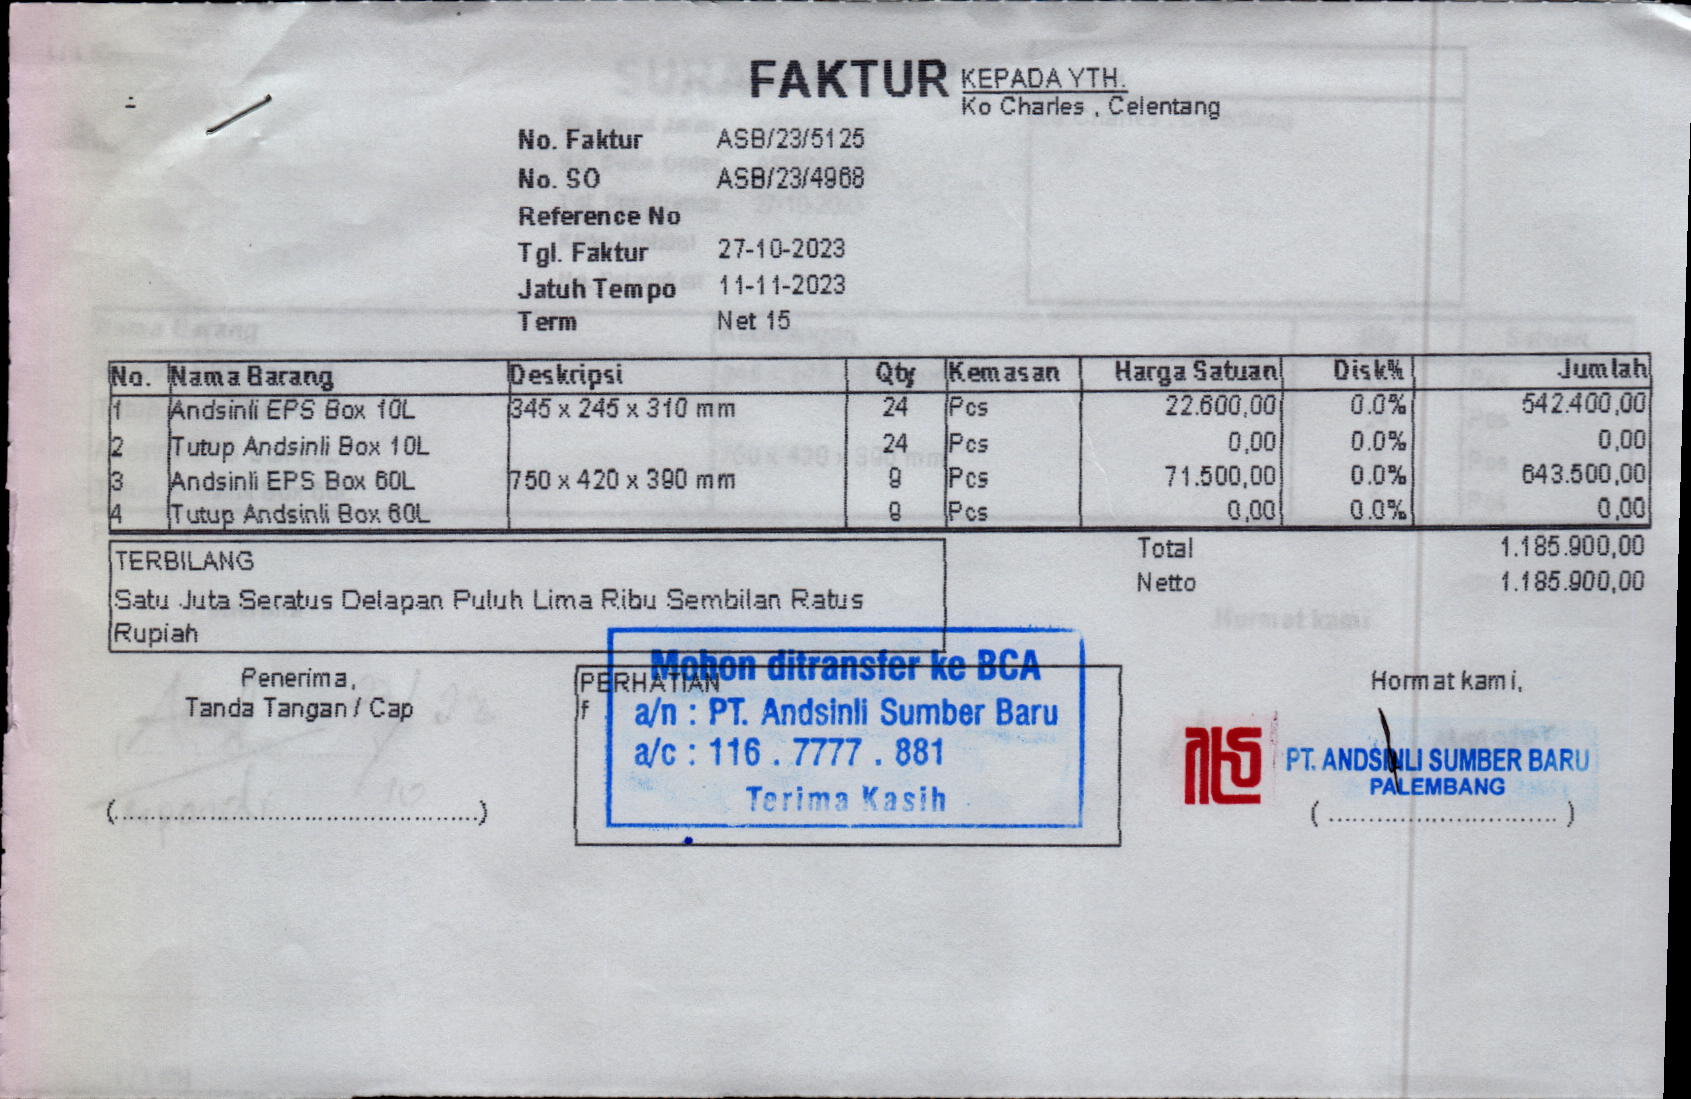 FAKTUR
KEPADA YTH.
Ko Charles , Celentang
No. Faktur ASB/23/5125
No. SO ASB/23/4968
Reference No
Tgl. Faktur 27-10-2023
Jatuh Tempo 11-11-2023
Term Net 15
No. Nama Barang Deskripsi Qty Kemasan Harga Satuan Disk% Jumlah
1 Andsinli EPS Box 10L 345 x 245 x 310 mm 24 Pcs 22.600,00 0.0% 542.400,00
2 Tutup Andsinli Box 10L 24 Pcs 0,00 0.0% 0,00
3 Andsinli EPS Box 60L 750 x 420 x 390 mm 9 Pcs 71.500,00 0.0% 643.500,00
4 Tutup Andsinli Box 60L 9 Pcs 0,00 0.0% 0,00
Total 1.185.900,00
Netto 1.185.900,00
TERBILANG
Satu Juta Seratus Delapan Puluh Lima Ribu Sembilan Ratus
Rupiah
Penerima,
Tanda Tangan / Cap
(..........................................)
PERHATIAN
f
Mohon ditransfer ke BCA
a/n : PT. Andsinli Sumber Baru
a/c : 116 . 7777 . 881
Terima Kasih
Hormat kami,
PT. ANDSINLI SUMBER BARU
PALEMBANG
( ............................ )